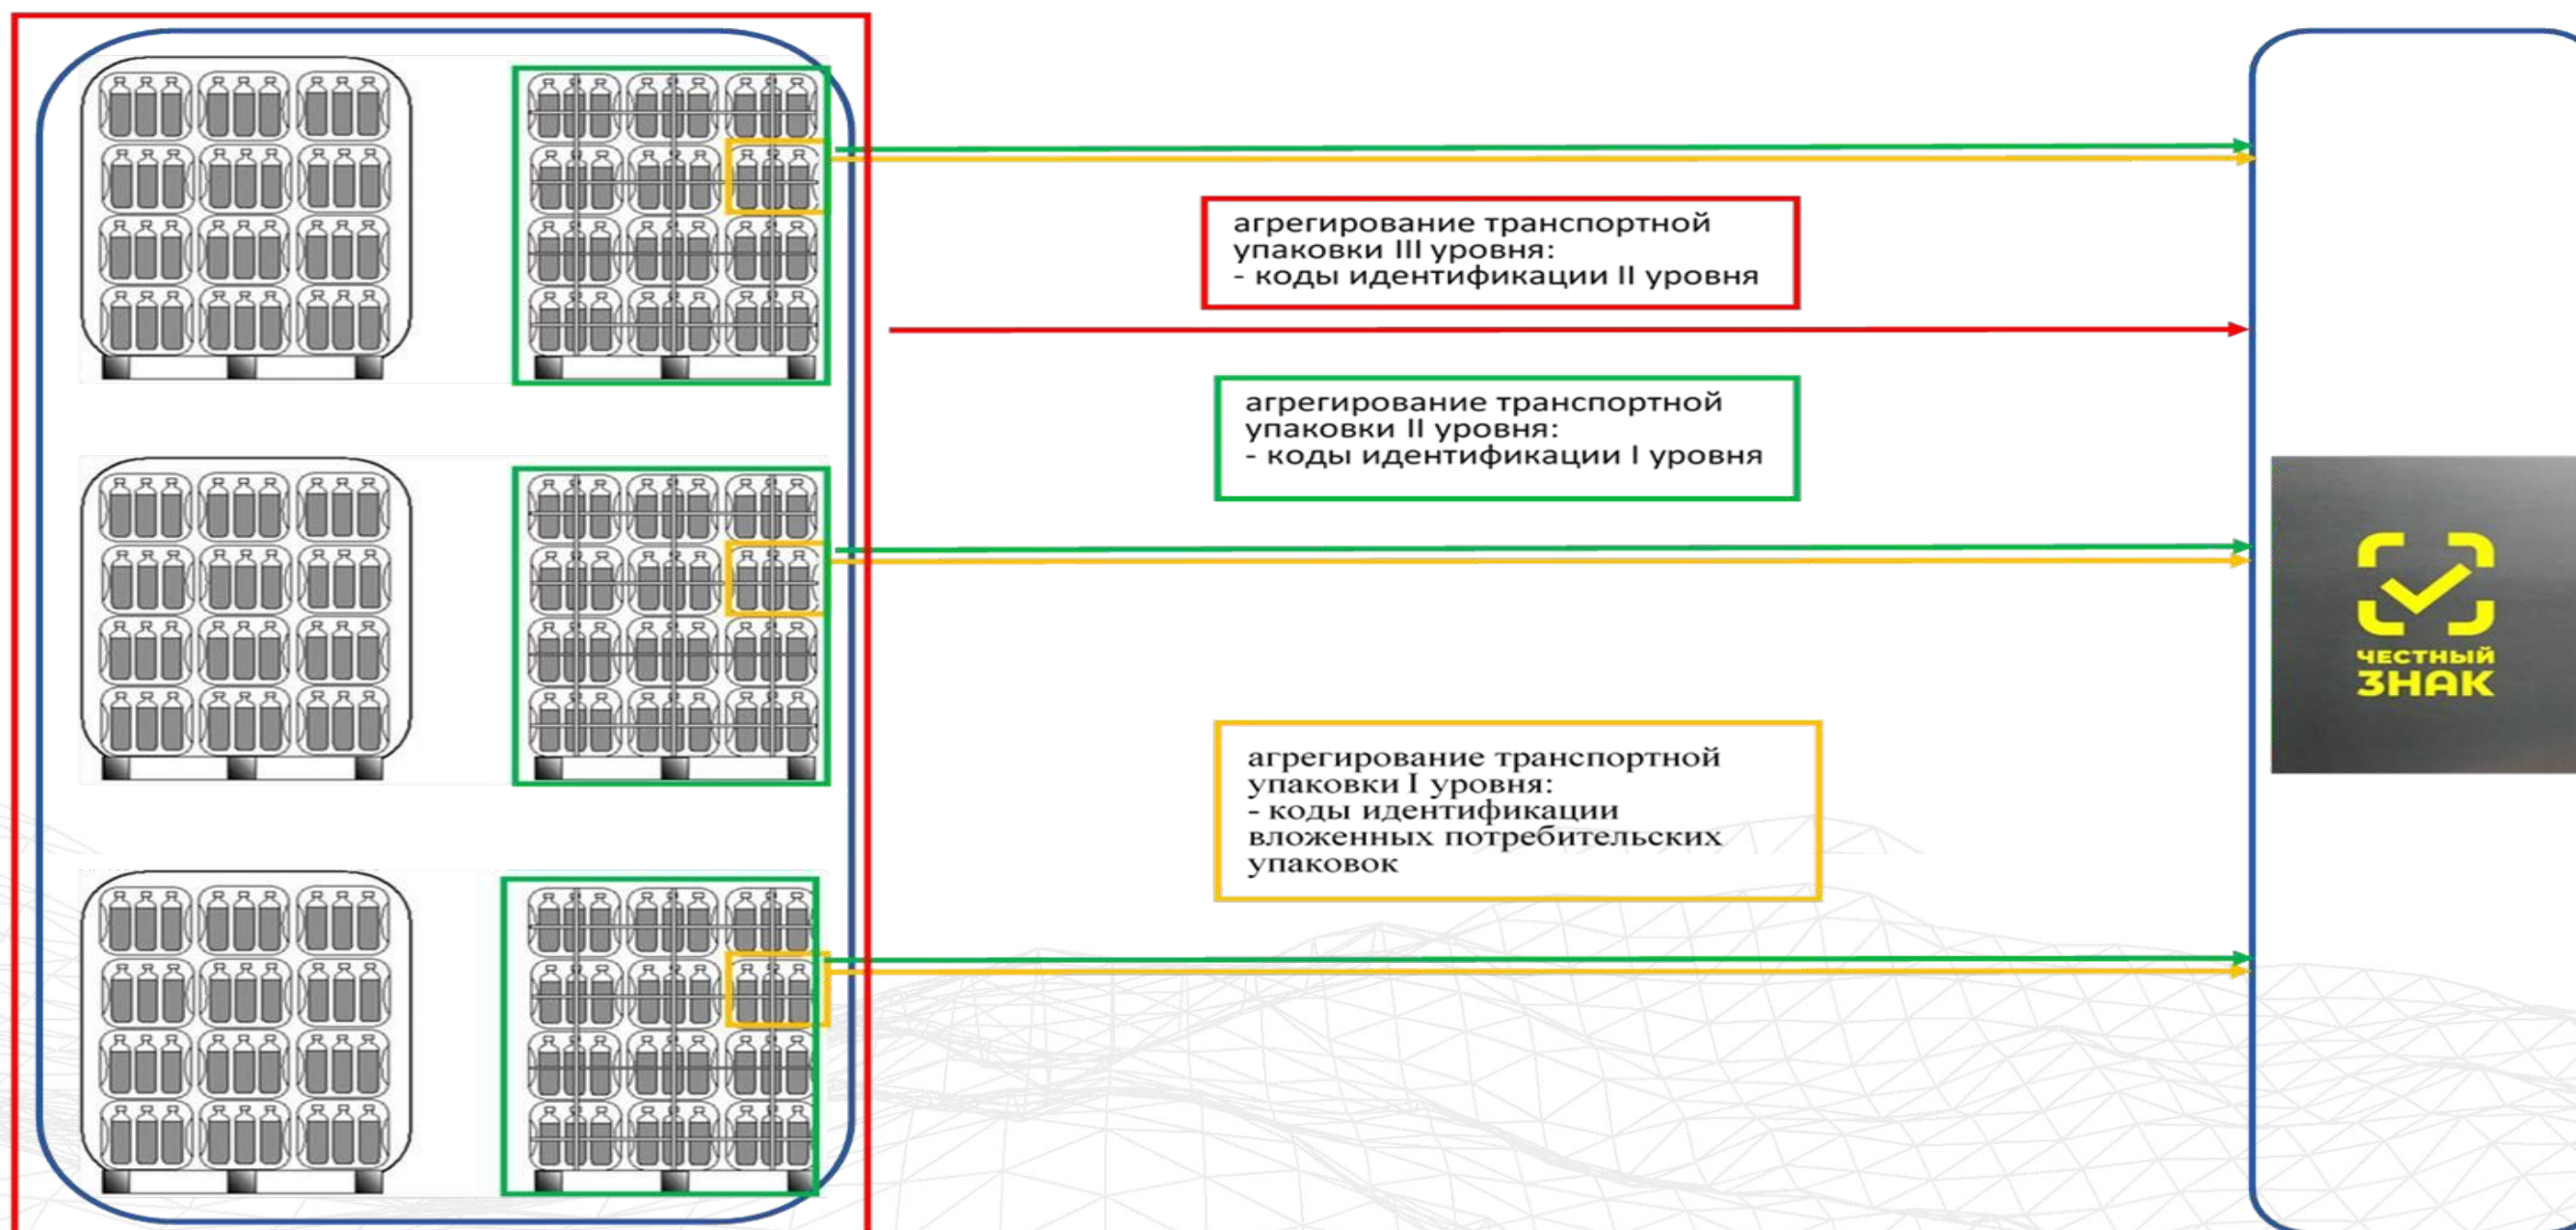 агрегирование транспортной
упаковки III уровня:
- коды идентификации II уровня
агрегирование транспортной
упаковки II уровня:
- коды идентификации I уровня
агрегирование транспортной
упаковки I уровня:
- коды идентификации
вложенных потребительских
упаковок
ЧЕСТНЫЙ
ЗНАК